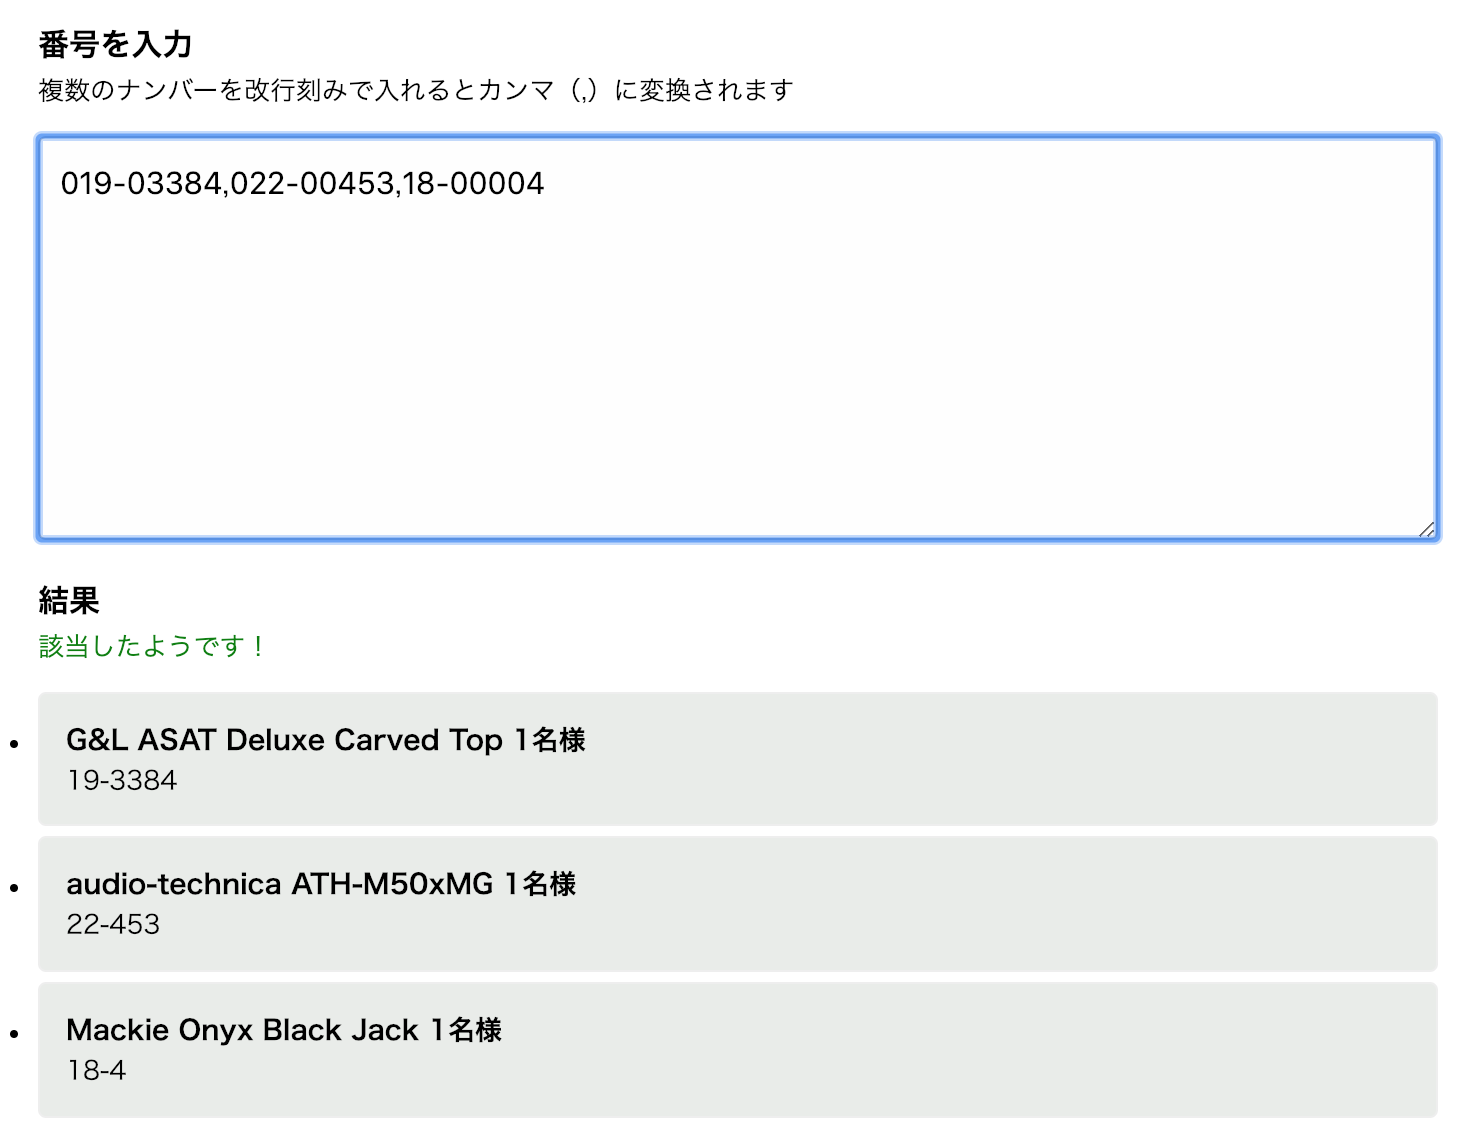 番号を入力
複数のナンバーを改行刻みで入れるとカンマ（,）に変換されます
019-03384,022-00453,18-00004
結果
該当したようです！
G&L ASAT Deluxe Carved Top 1名様
19-3384
audio-technica ATH-M50xMG 1名様
22-453
Mackie Onyx Black Jack 1名様
18-4